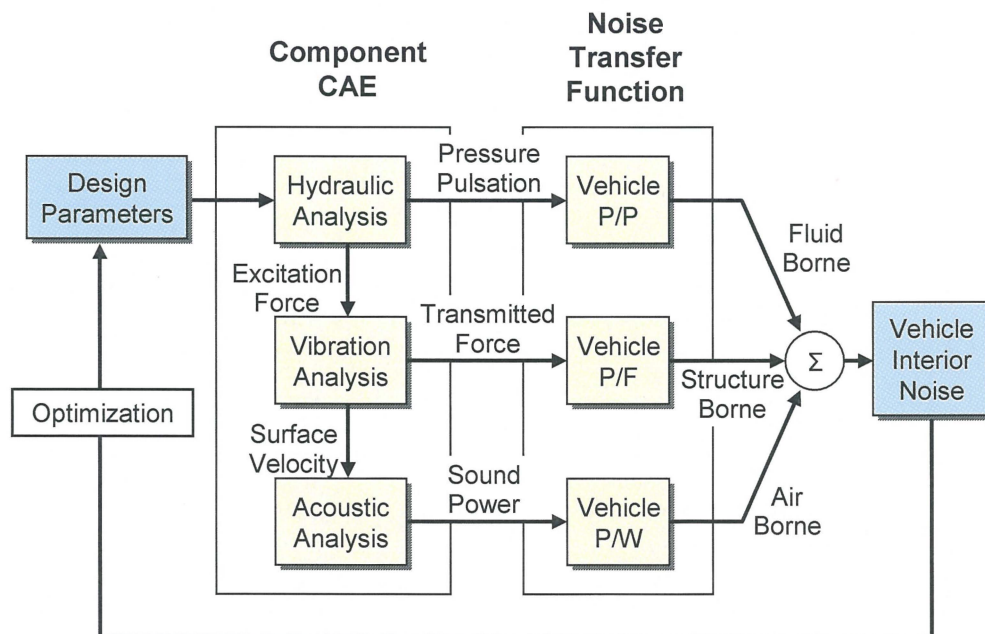 Component
CAE
Noise
Transfer
Function
Design
Parameters
Hydraulic
Analysis
Pressure
Pulsation
Vehicle
P/P
Fluid
Borne
Excitation
Force
Vibration
Analysis
Transmitted
Force
Vehicle
P/F
Structure
Borne
Σ
Vehicle
Interior
Noise
Optimization
Surface
Velocity
Acoustic
Analysis
Sound
Power
Vehicle
P/W
Air
Borne